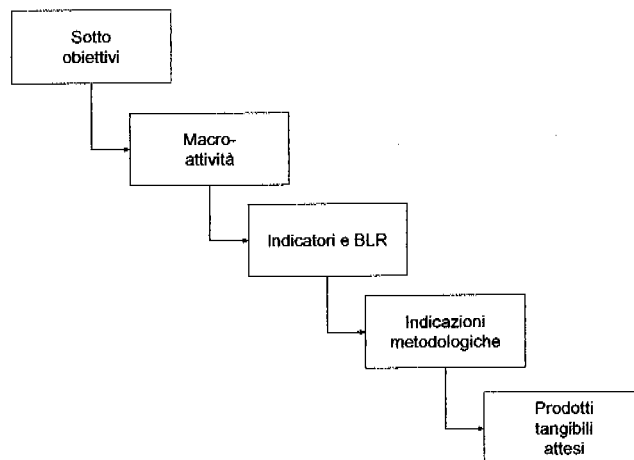 Sotto
obiettivi
Macro-
attività
Indicatori e BLR
Indicazioni
metodologiche
Prodotti
tangibili
attesi